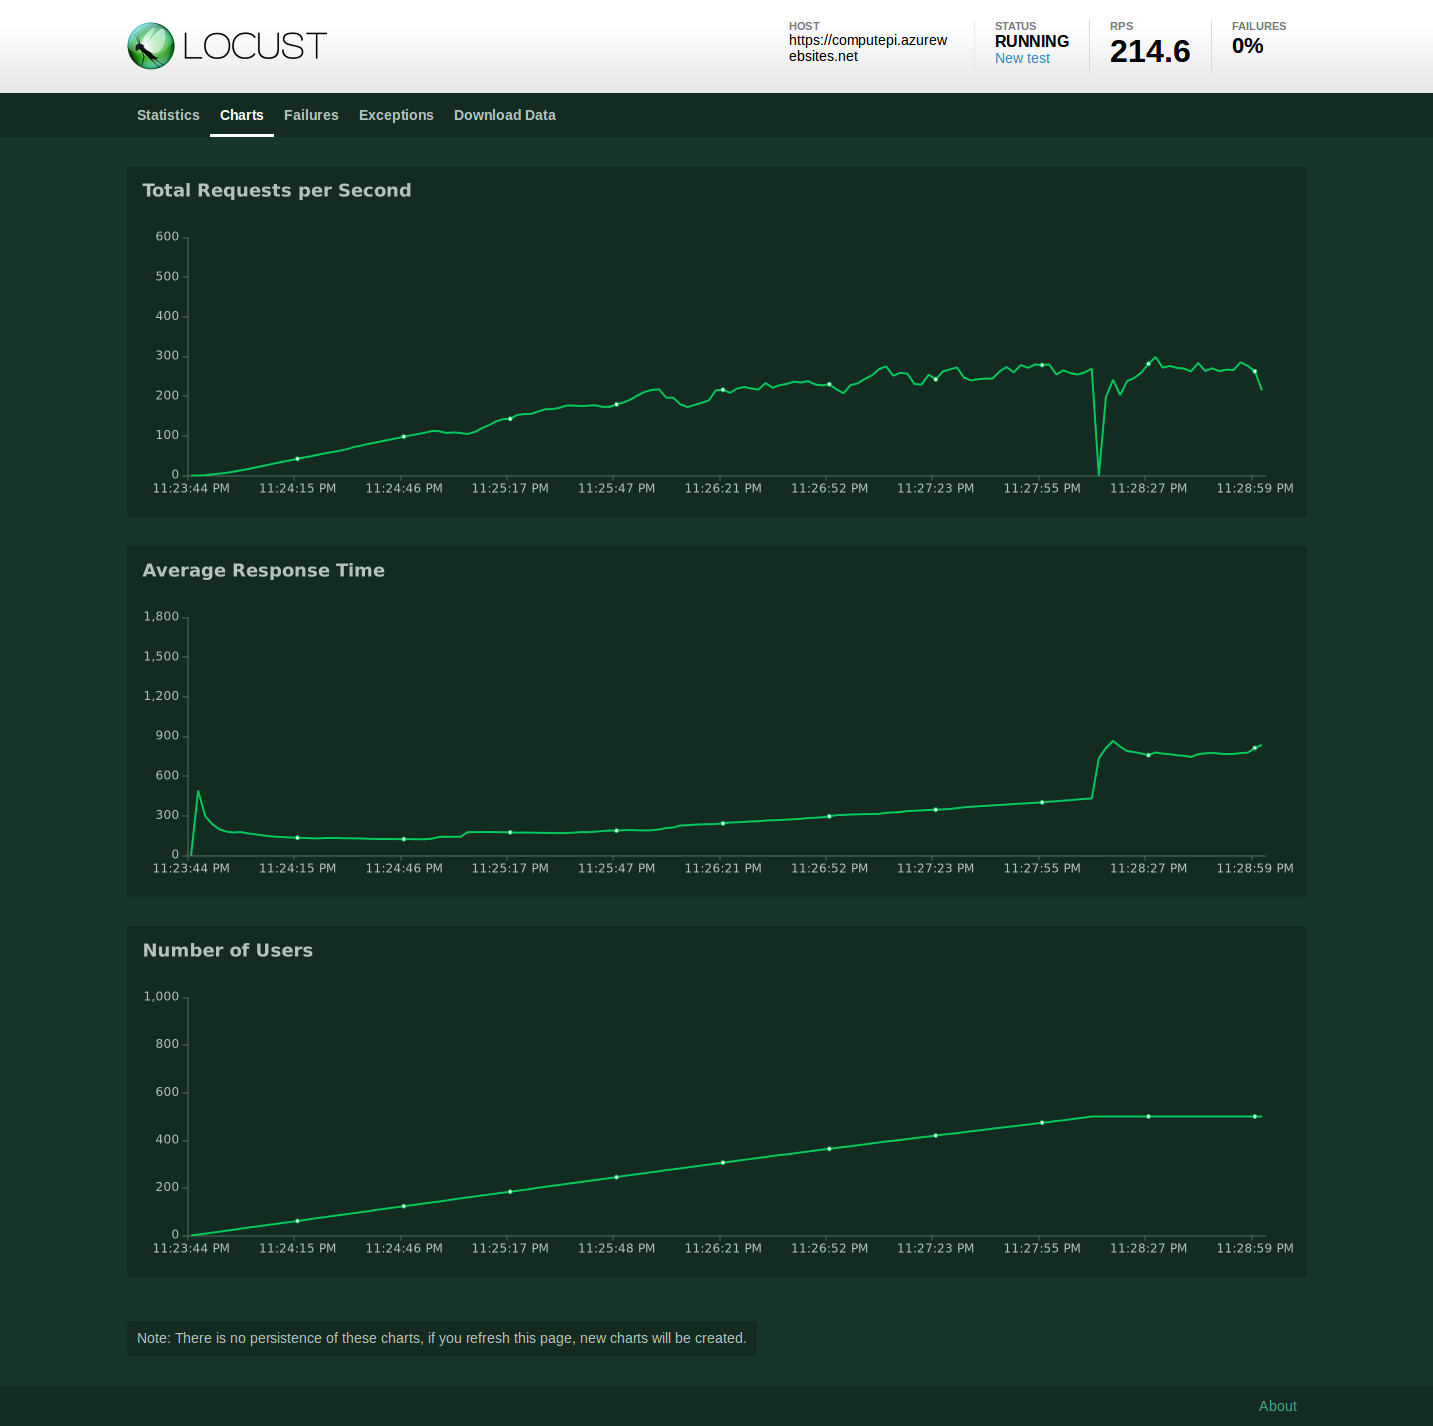 LOCUST
HOST
https://computepi.azurew
ebsites.net
STATUS
RUNNING
New test
RPS
214.6
FAILURES
0%
Statistics Charts Failures Exceptions Download Data
Total Requests per Second
600
500
400
300
200
100
0
11:23:44 PM 11:24:15 PM 11:24:46 PM 11:25:17 PM 11:25:47 PM 11:26:21 PM 11:26:52 PM 11:27:23 PM 11:27:55 PM 11:28:27 PM 11:28:59 PM
Average Response Time
1,800
1,500
1,200
900
600
300
0
11:23:44 PM 11:24:15 PM 11:24:46 PM 11:25:17 PM 11:25:47 PM 11:26:21 PM 11:26:52 PM 11:27:23 PM 11:27:55 PM 11:28:27 PM 11:28:59 PM
Number of Users
1,000
800
600
400
200
0
11:23:44 PM 11:24:15 PM 11:24:46 PM 11:25:17 PM 11:25:48 PM 11:26:21 PM 11:26:52 PM 11:27:23 PM 11:27:55 PM 11:28:27 PM 11:28:59 PM
Note: There is no persistence of these charts, if you refresh this page, new charts will be created.
About